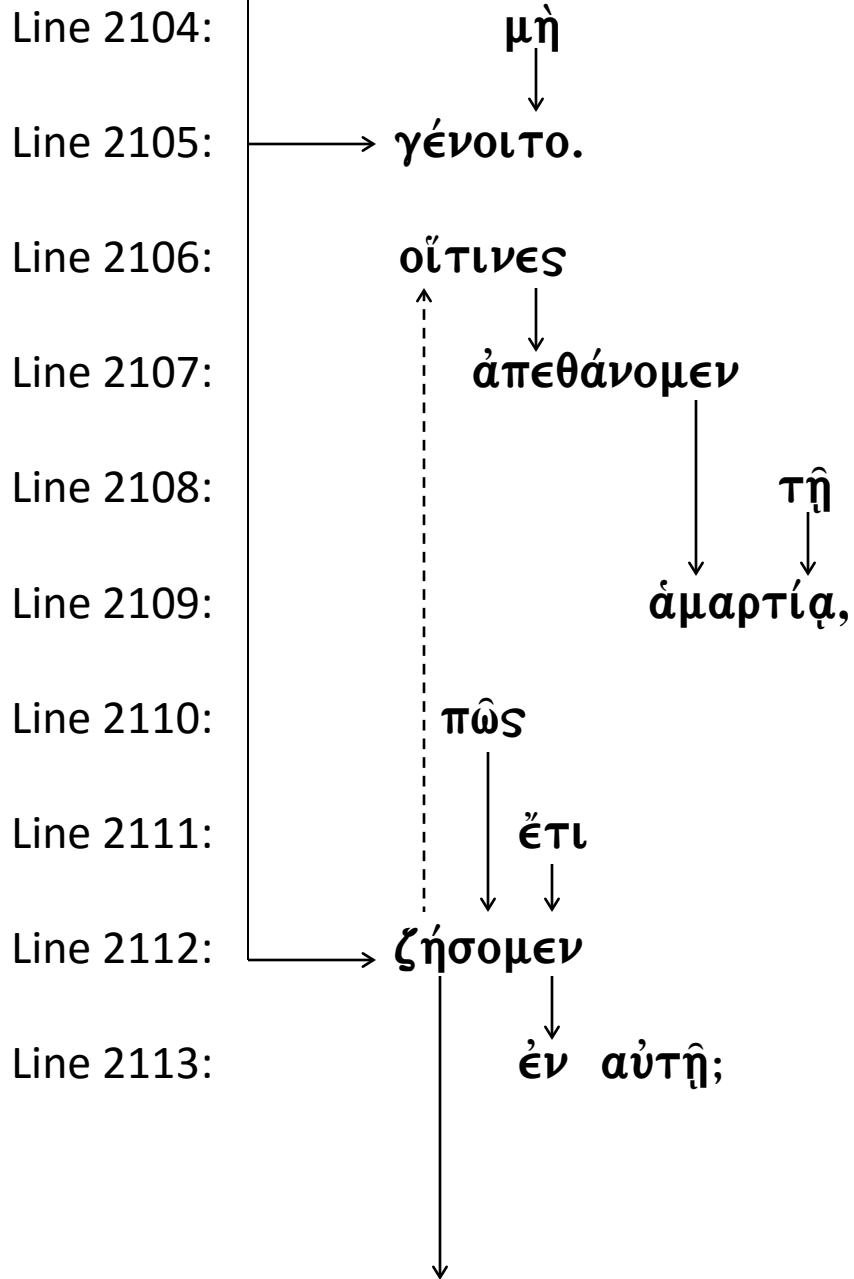 Line 2104: μὴ
Line 2105: γένοιτο.
Line 2106: οἵτινες
Line 2107: ἀπεθάνομεν
Line 2108: τῇ
Line 2109: ἁμαρτίᾳ,
Line 2110: πῶς
Line 2111: ἔτι
Line 2112: ζήσομεν
Line 2113: ἐν αὐτῇ;